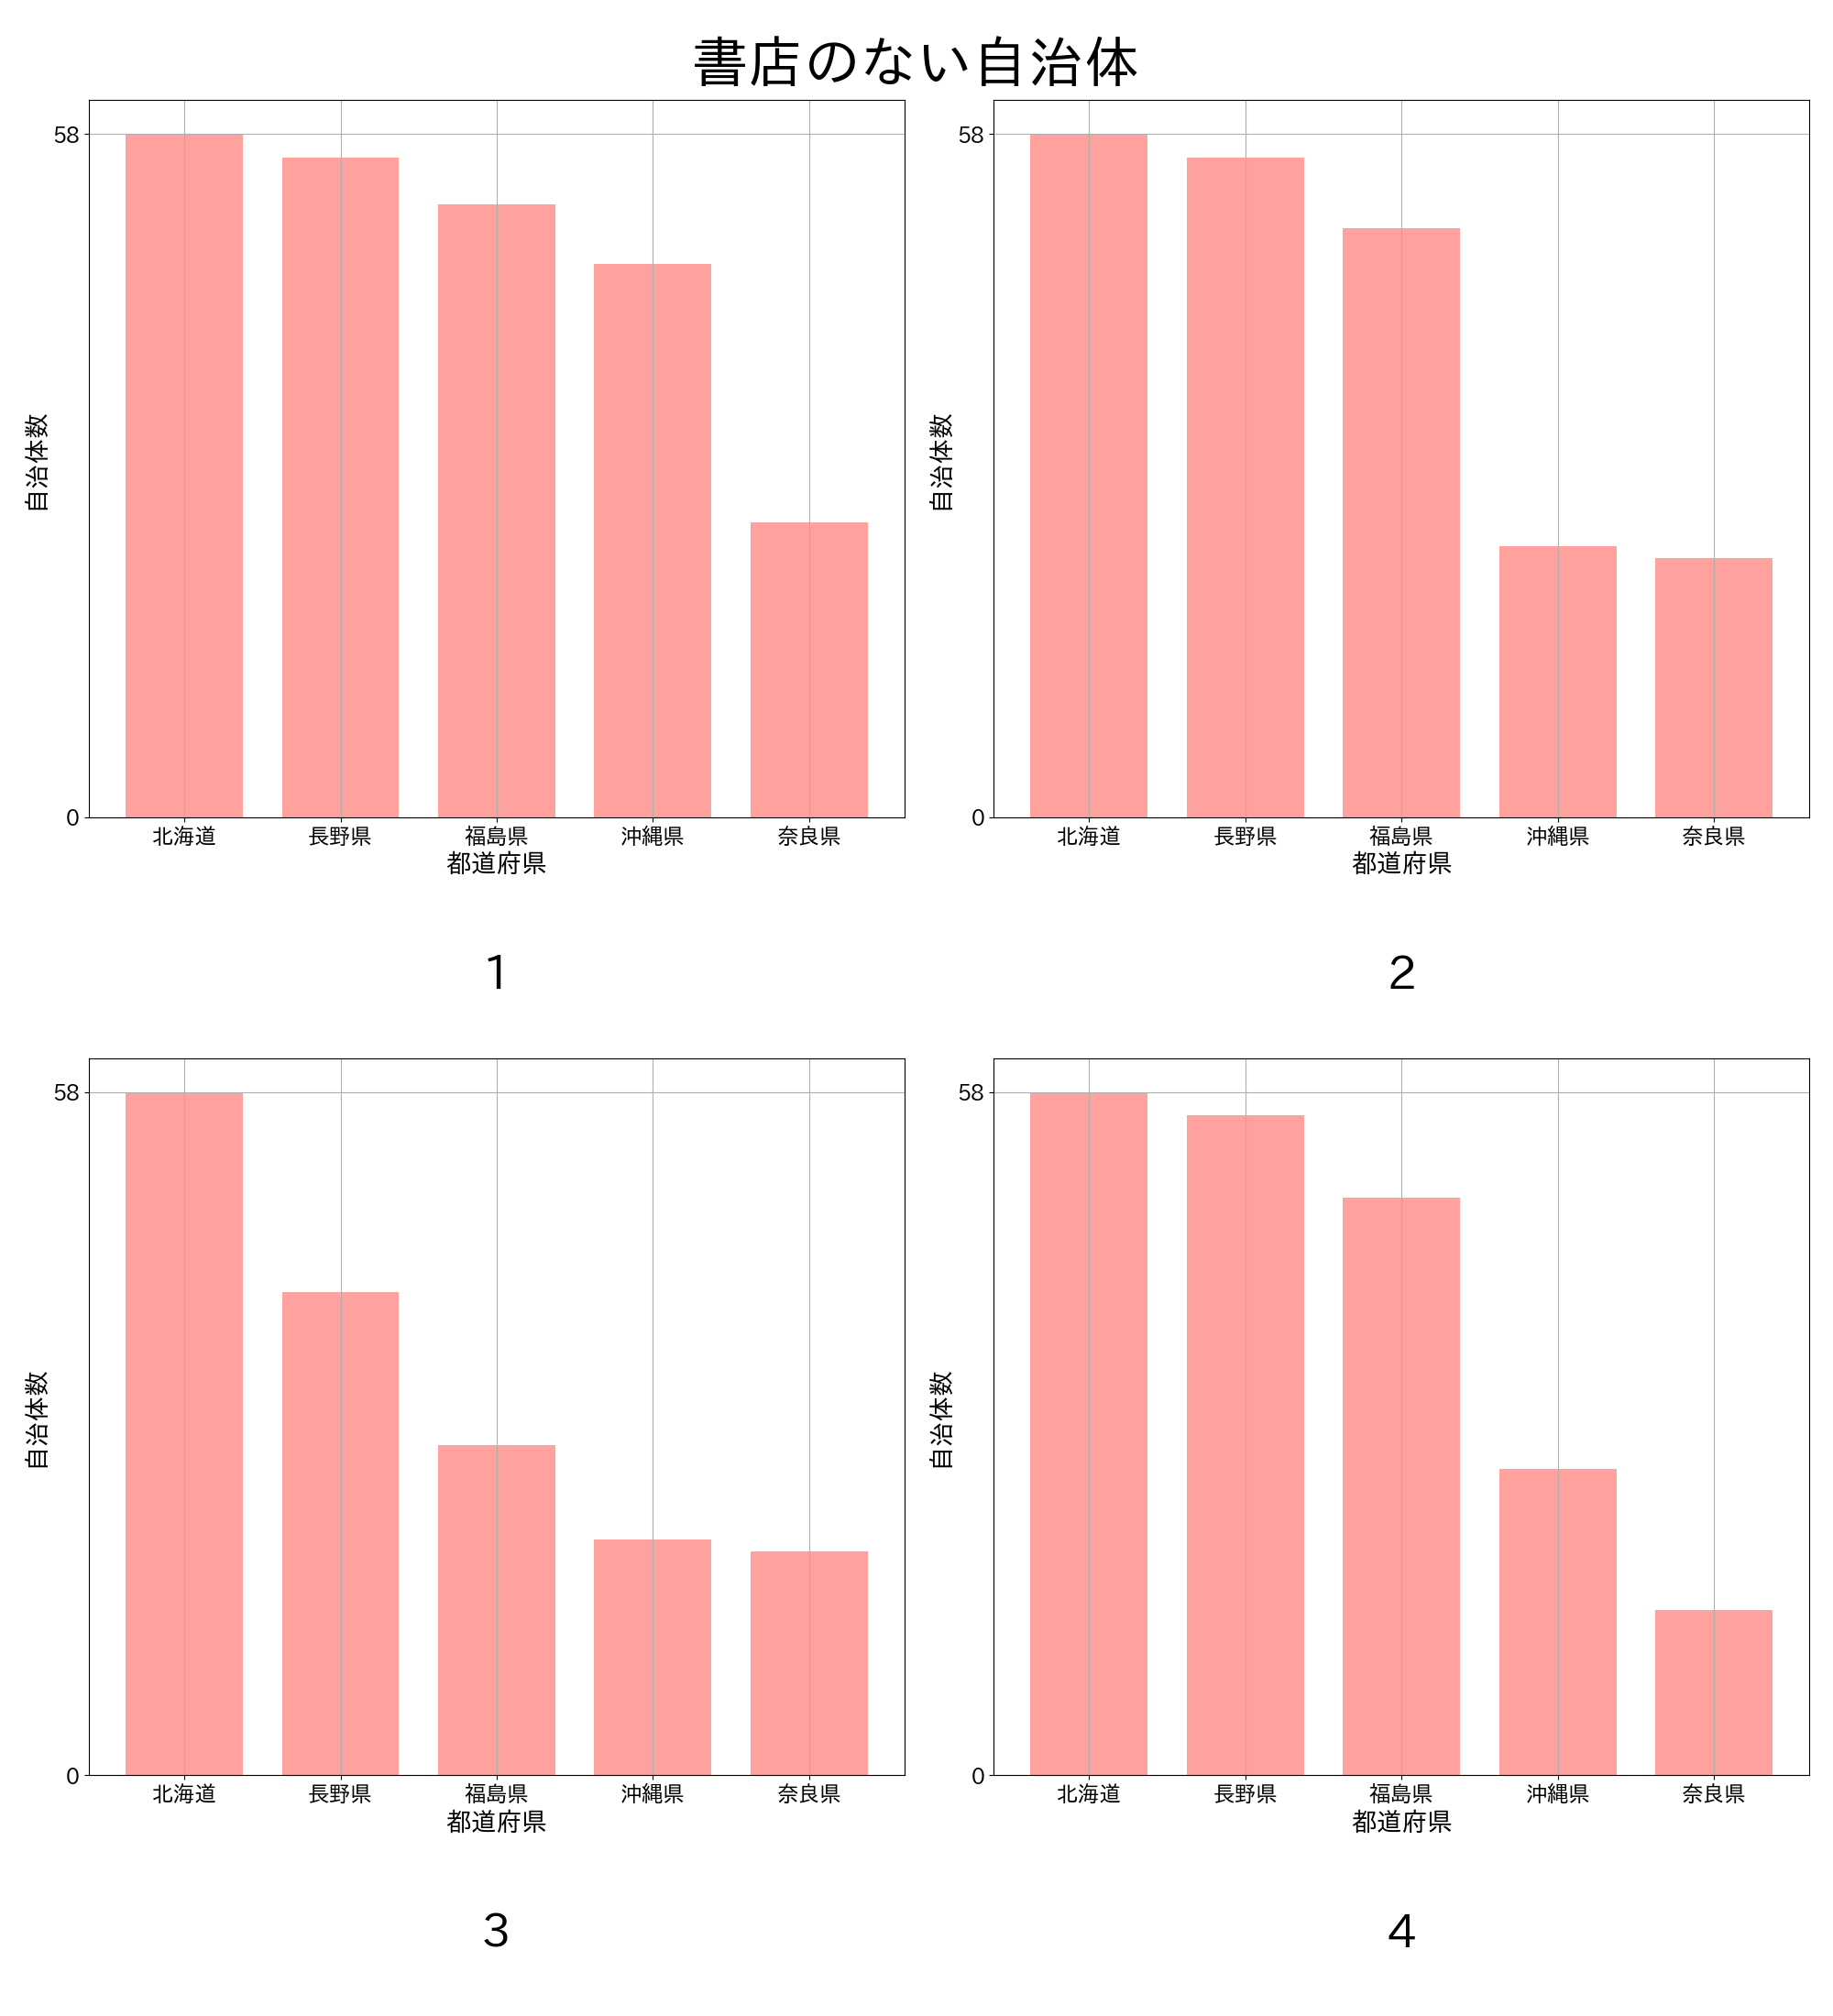 書店のない自治体
58
0
自治体数
北海道 長野県 福島県 沖縄県 奈良県
都道府県
1
58
0
自治体数
北海道 長野県 福島県 沖縄県 奈良県
都道府県
2
58
0
自治体数
北海道 長野県 福島県 沖縄県 奈良県
都道府県
3
58
0
自治体数
北海道 長野県 福島県 沖縄県 奈良県
都道府県
4